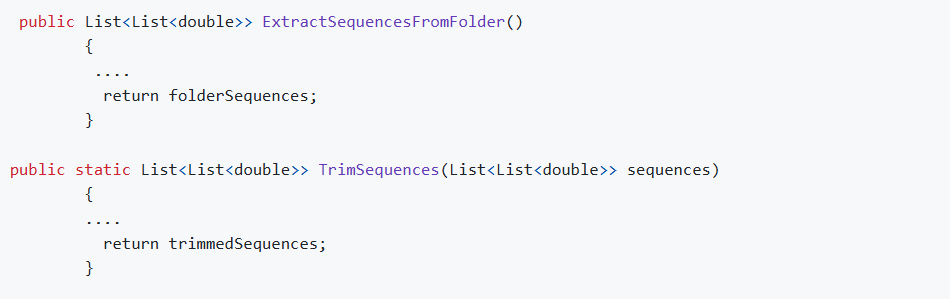 public List<List<double>> ExtractSequencesFromFolder()
{
....
return folderSequences;
}
public static List<List<double>> TrimSequences(List<List<double>> sequences)
{
....
return trimmedSequences;
}